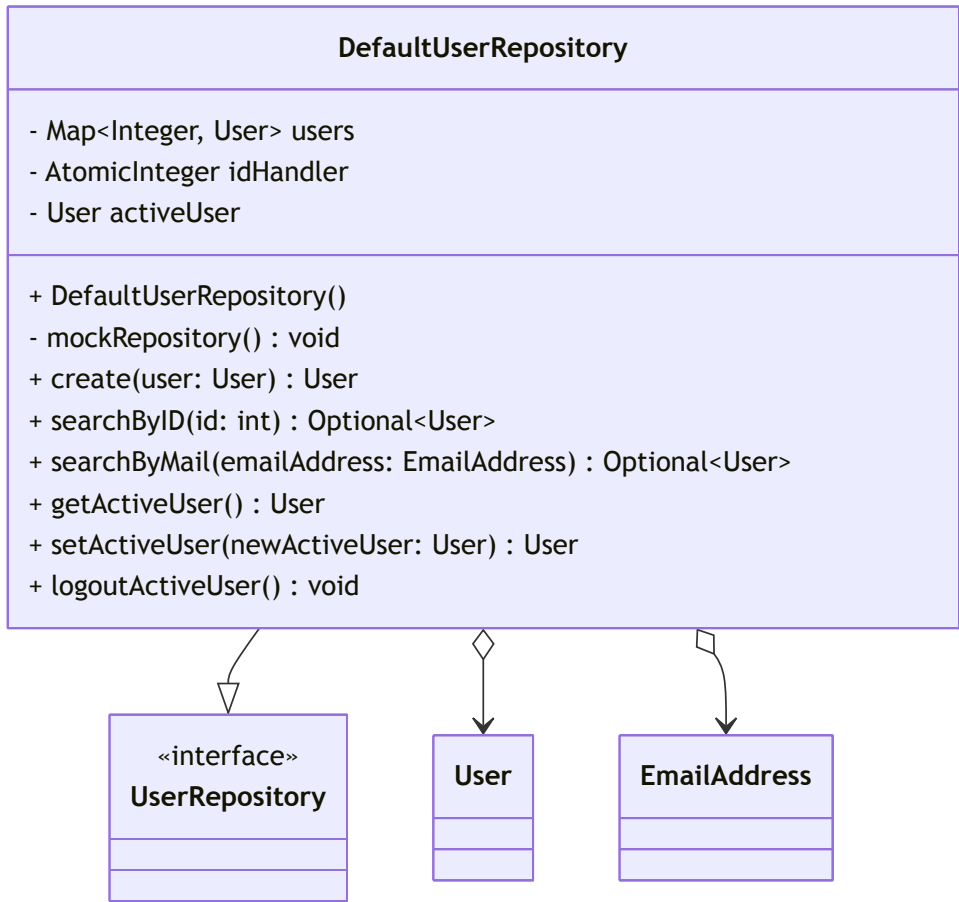 DefaultUserRepository
- Map<Integer, User> users
- AtomicInteger idHandler
- User activeUser
+ DefaultUserRepository()
- mockRepository() : void
+ create(user: User) : User
+ searchByID(id: int) : Optional<User>
+ searchByMail(emailAddress: EmailAddress) : Optional<User>
+ getActiveUser() : User
+ setActiveUser(newActiveUser: User) : User
+ logoutActiveUser() : void
«interface»
UserRepository
User
EmailAddress